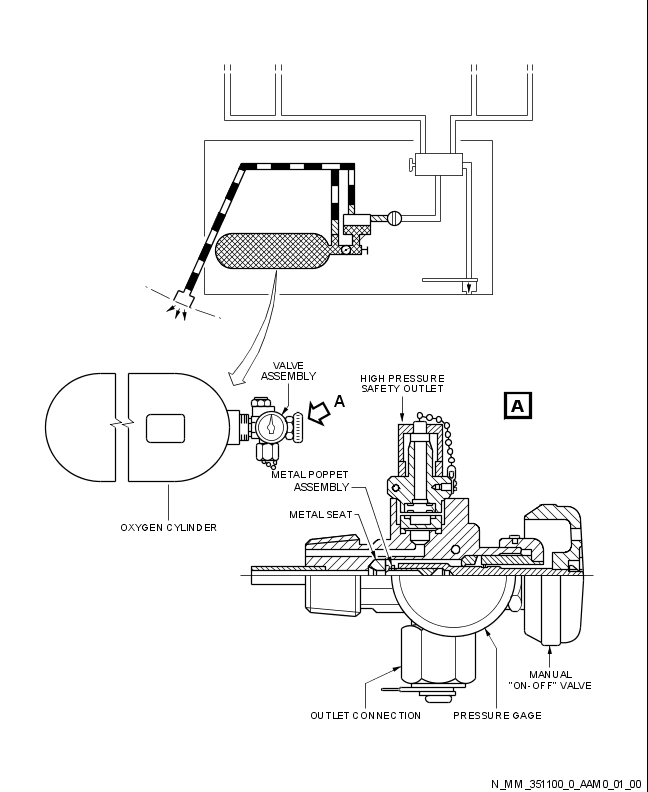 VALVE
ASSEMBLY
A
HIGH PRESSURE
SAFETY OUTLET
A
METAL POPPET
ASSEMBLY
METAL SEAT
OXYGEN CYLINDER
MANUAL
"ON-OFF" VALVE
OUTLET CONNECTION
PRESSURE GAGE
N_MM_351100_0_AAM0_01_00